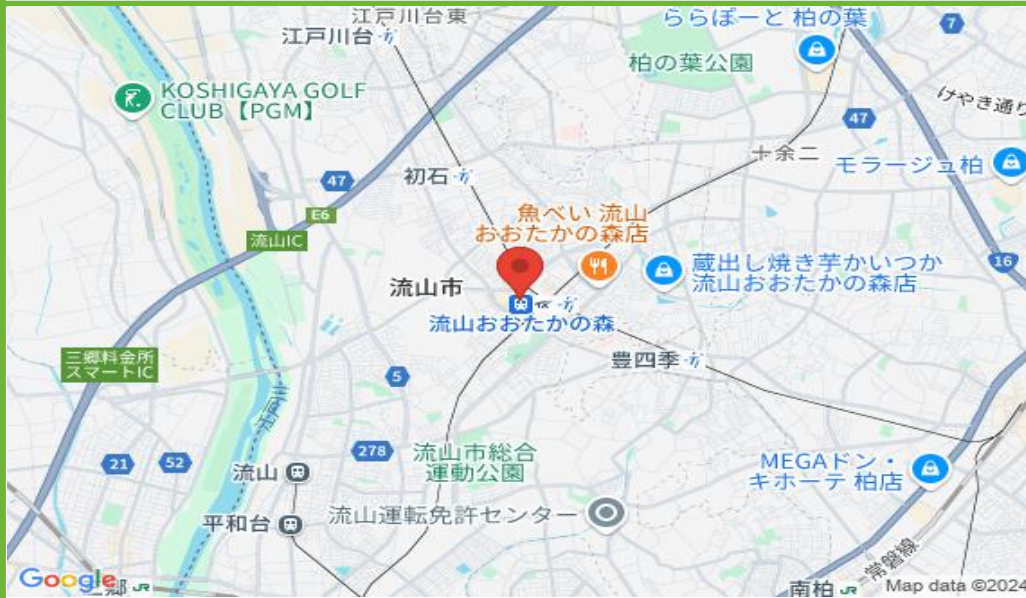 江戸川台東
江戸川台
ららぽーと 柏の葉
7
柏の葉公園
KOSHIGAYA GOLF
CLUB【PGM】
けやき通り
47
十余二
モラージュ柏
初石
47
E6
魚べい 流山
おおたかの森店
流山IC
蔵出し焼き芋かいつか
流山おおたかの森店
16
流山市
流山おおたかの森
三郷料金所
スマートIC
豊四季
5
278
流山市総合
運動公園
21
52
流山
MEGAドン・
キホーテ 柏店
平和台
流山運転免許センター
常磐線
Google
三郷
JR
南柏
JR
Map data ©2024